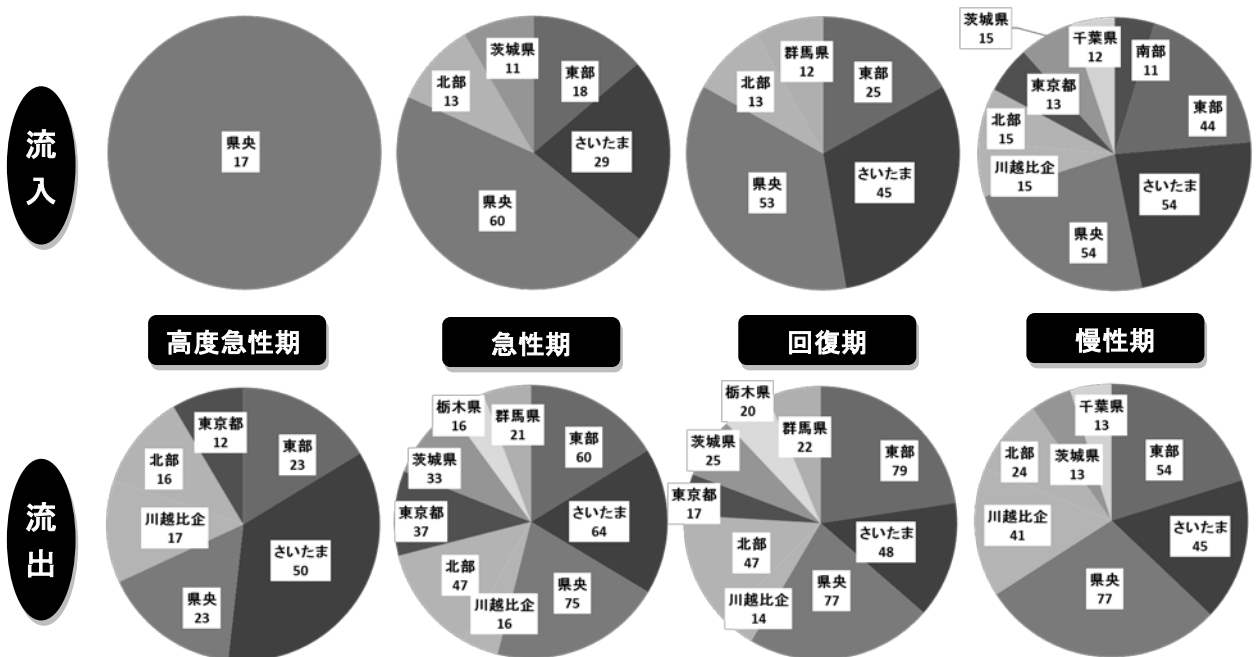 流入
県央
17
茨城県
11
東部
18
北部
13
さいたま
29
県央
60
群馬県
12
東部
25
北部
13
さいたま
45
県央
53
茨城県
15
千葉県
12
南部
11
東京都
13
東部
44
北部
15
川越比企
15
さいたま
54
県央
54
高度急性期
急性期
回復期
慢性期
流出
東京都
12
東部
23
北部
16
川越比企
17
さいたま
50
県央
23
栃木県
16
群馬県
21
東部
60
茨城県
33
東京都
37
さいたま
64
北部
47
川越比企
16
県央
75
栃木県
20
群馬県
22
東部
79
茨城県
25
東京都
17
さいたま
48
北部
47
川越比企
14
県央
77
千葉県
13
東部
54
北部
24
茨城県
13
川越比企
41
さいたま
45
県央
77